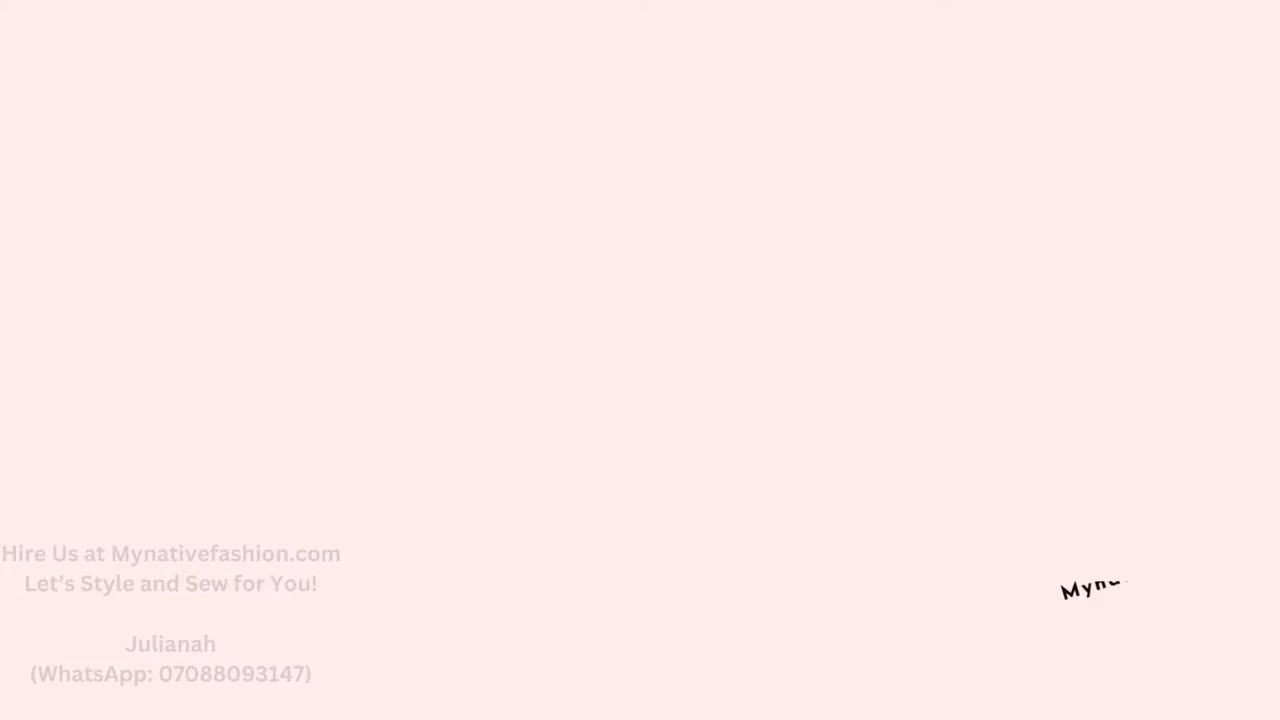 Hire Us at Mynativefashion.com
Let's Style and Sew for You!
Julianah
(WhatsApp: 07088093147)